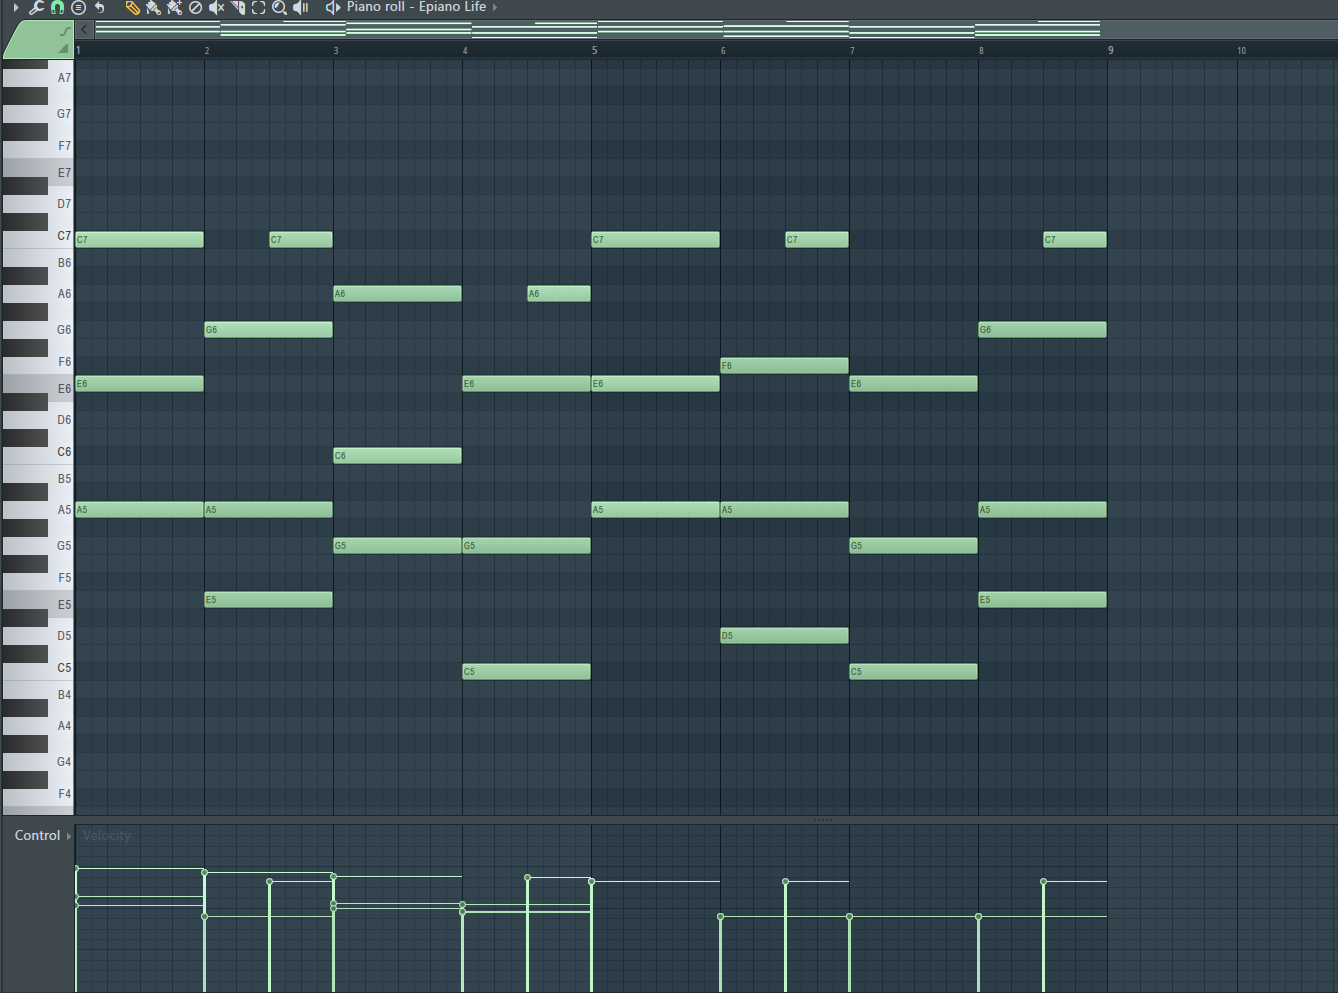 Piano roll - Epiano Life
1 2 3 4 5 6 7 8 9 10
A7
G7
F7
E7
D7
C7 C7 C7 C7 C7 C7
B6
A6 A6 A6
G6 G6 G6
F6 F6
E6 E6 E6 E6 E6
D6
C6 C6
B5
A5 A5 A5 A5 A5 A5
G5 G5 G5 G5
F5
E5 E5 E5
D5 D5
C5 C5 C5
B4
A4
G4
F4
Control Velocity